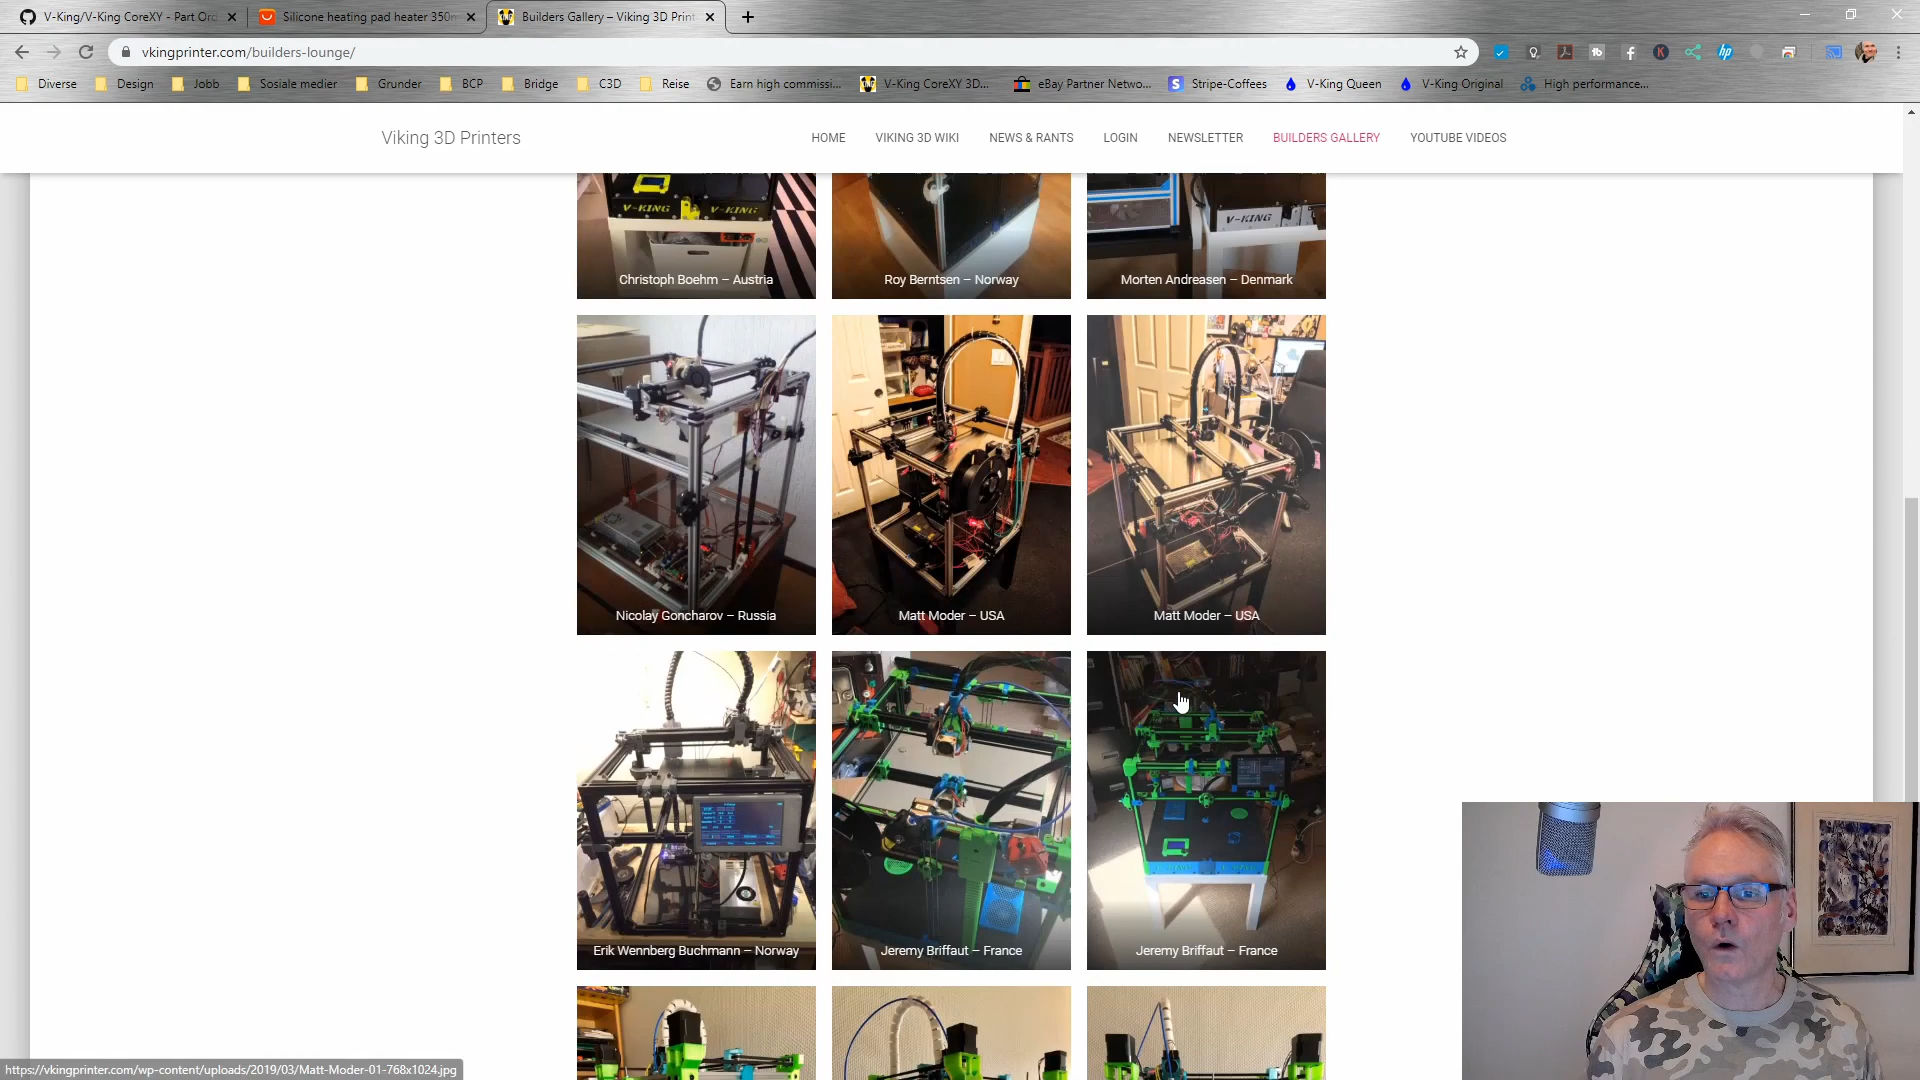 V-King/V-King CoreXY - Part Ord
Silicone heating pad heater 350m
Builders Gallery – Viking 3D Print
vkingprinter.com/builders-lounge/
Diverse
Design
Jobb
Sosiale medier
Grunder
BCP
Bridge
C3D
Reise
Earn high commissi...
V-King CoreXY 3D...
eBay Partner Netwo...
Stripe-Coffees
V-King Queen
V-King Original
High performance...
Viking 3D Printers
HOME
VIKING 3D WIKI
NEWS & RANTS
LOGIN
NEWSLETTER
BUILDERS GALLERY
YOUTUBE VIDEOS
V-KING
V-KING
V-KING
Christoph Boehm – Austria
Roy Berntsen – Norway
Morten Andreasen – Denmark
Nicolay Goncharov – Russia
Matt Moder – USA
Matt Moder – USA
Erik Wennberg Buchmann – Norway
Jeremy Briffaut – France
Jeremy Briffaut – France
https://vkingprinter.com/wp-content/uploads/2019/03/Matt-Moder-01-768x1024.jpg